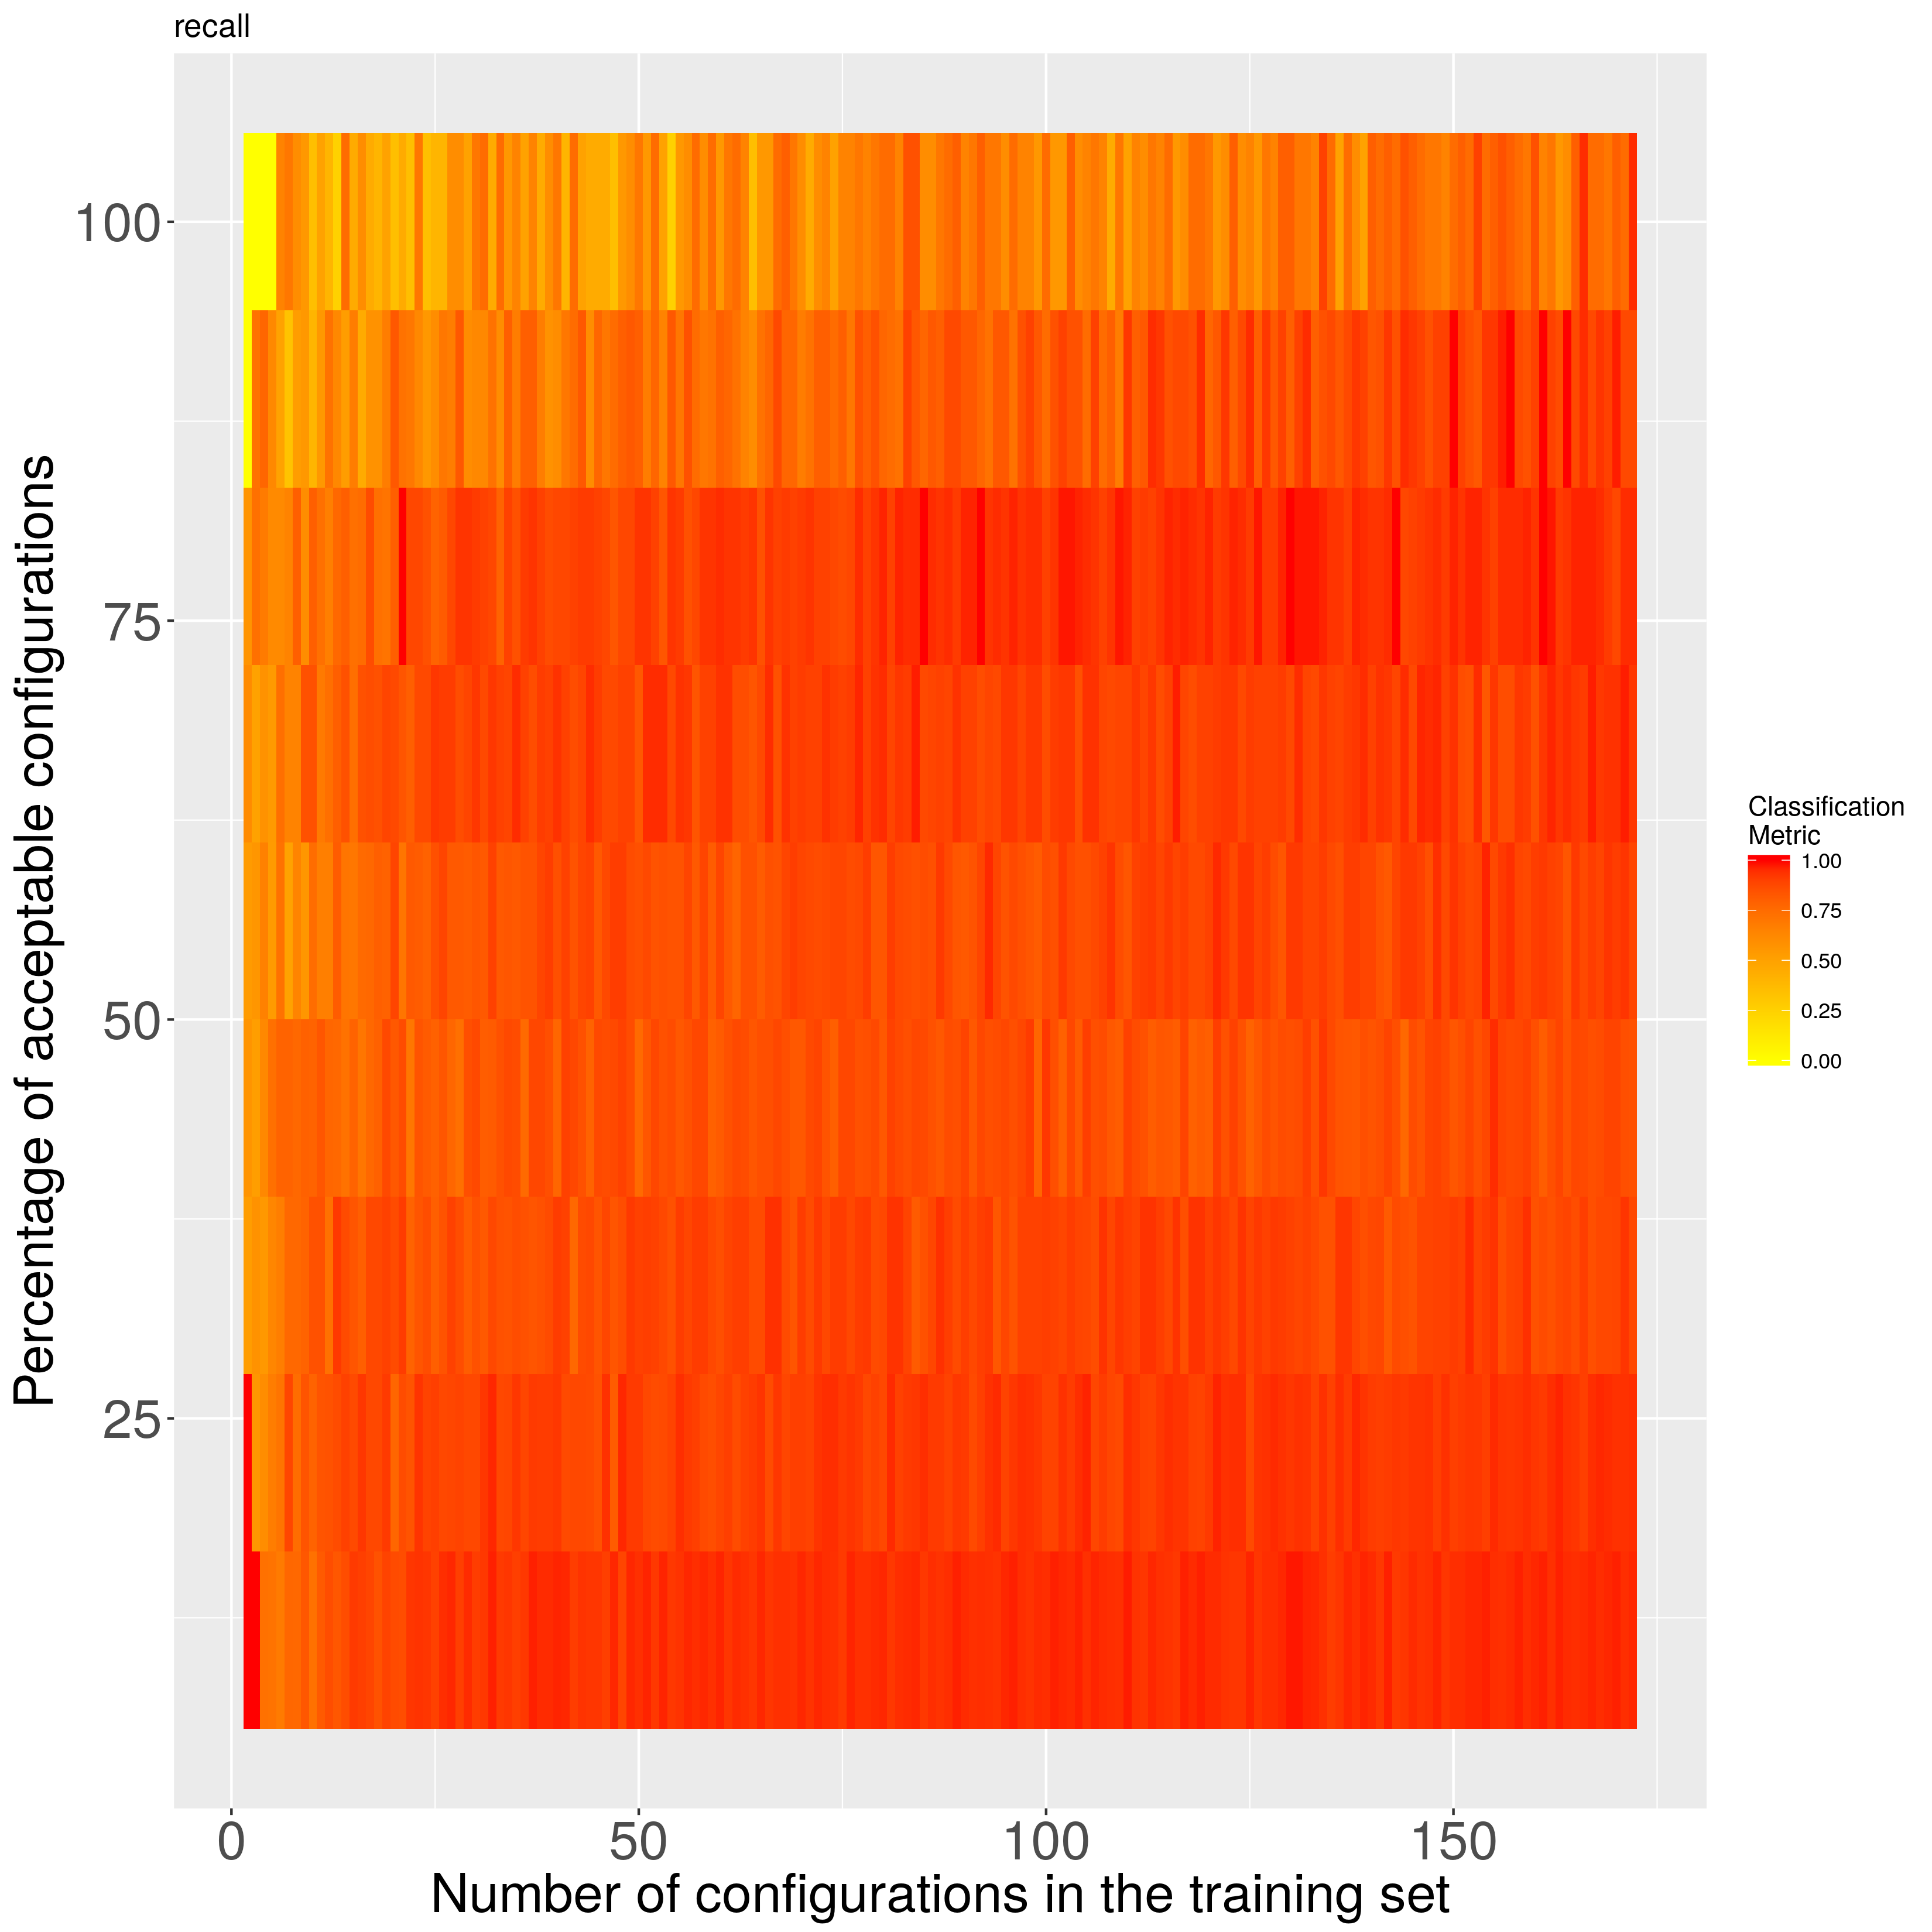 recall
Percentage of acceptable configurations
100
75
50
25
0
50
100
150
Number of configurations in the training set
Classification
Metric
1.00
0.75
0.50
0.25
0.00